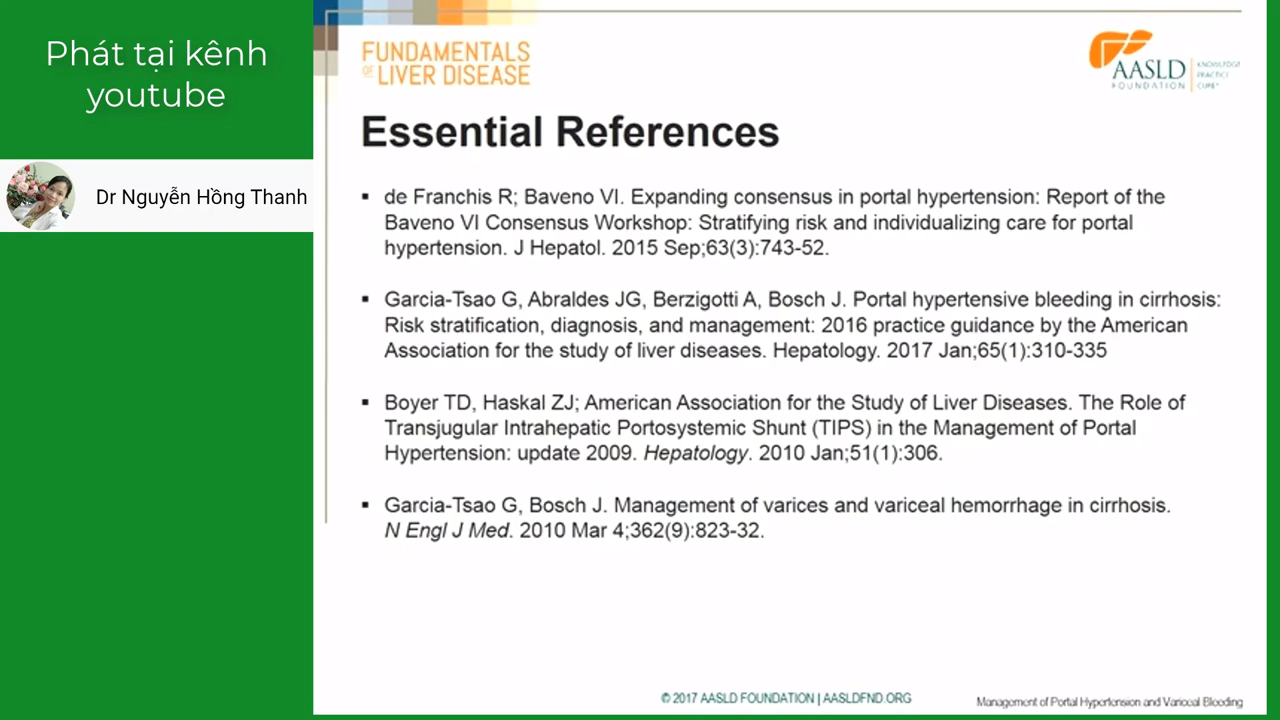 Phát tại kênh
youtube
Dr Nguyễn Hồng Thanh
FUNDAMENTALS
OF LIVER DISEASE
AASLD
FOUNDATION
KNOWLEDGE
PRACTICE
CURE
Essential References
▪ de Franchis R; Baveno VI. Expanding consensus in portal hypertension: Report of the
Baveno VI Consensus Workshop: Stratifying risk and individualizing care for portal
hypertension. J Hepatol. 2015 Sep;63(3):743-52.
▪ Garcia-Tsao G, Abraldes JG, Berzigotti A, Bosch J. Portal hypertensive bleeding in cirrhosis:
Risk stratification, diagnosis, and management: 2016 practice guidance by the American
Association for the study of liver diseases. Hepatology. 2017 Jan;65(1):310-335
▪ Boyer TD, Haskal ZJ; American Association for the Study of Liver Diseases. The Role of
Transjugular Intrahepatic Portosystemic Shunt (TIPS) in the Management of Portal
Hypertension: update 2009. Hepatology. 2010 Jan;51(1):306.
▪ Garcia-Tsao G, Bosch J. Management of varices and variceal hemorrhage in cirrhosis.
N Engl J Med. 2010 Mar 4;362(9):823-32.
© 2017 AASLD FOUNDATION | AASLDFND.ORG
Management of Portal Hypertension and Variceal Bleeding